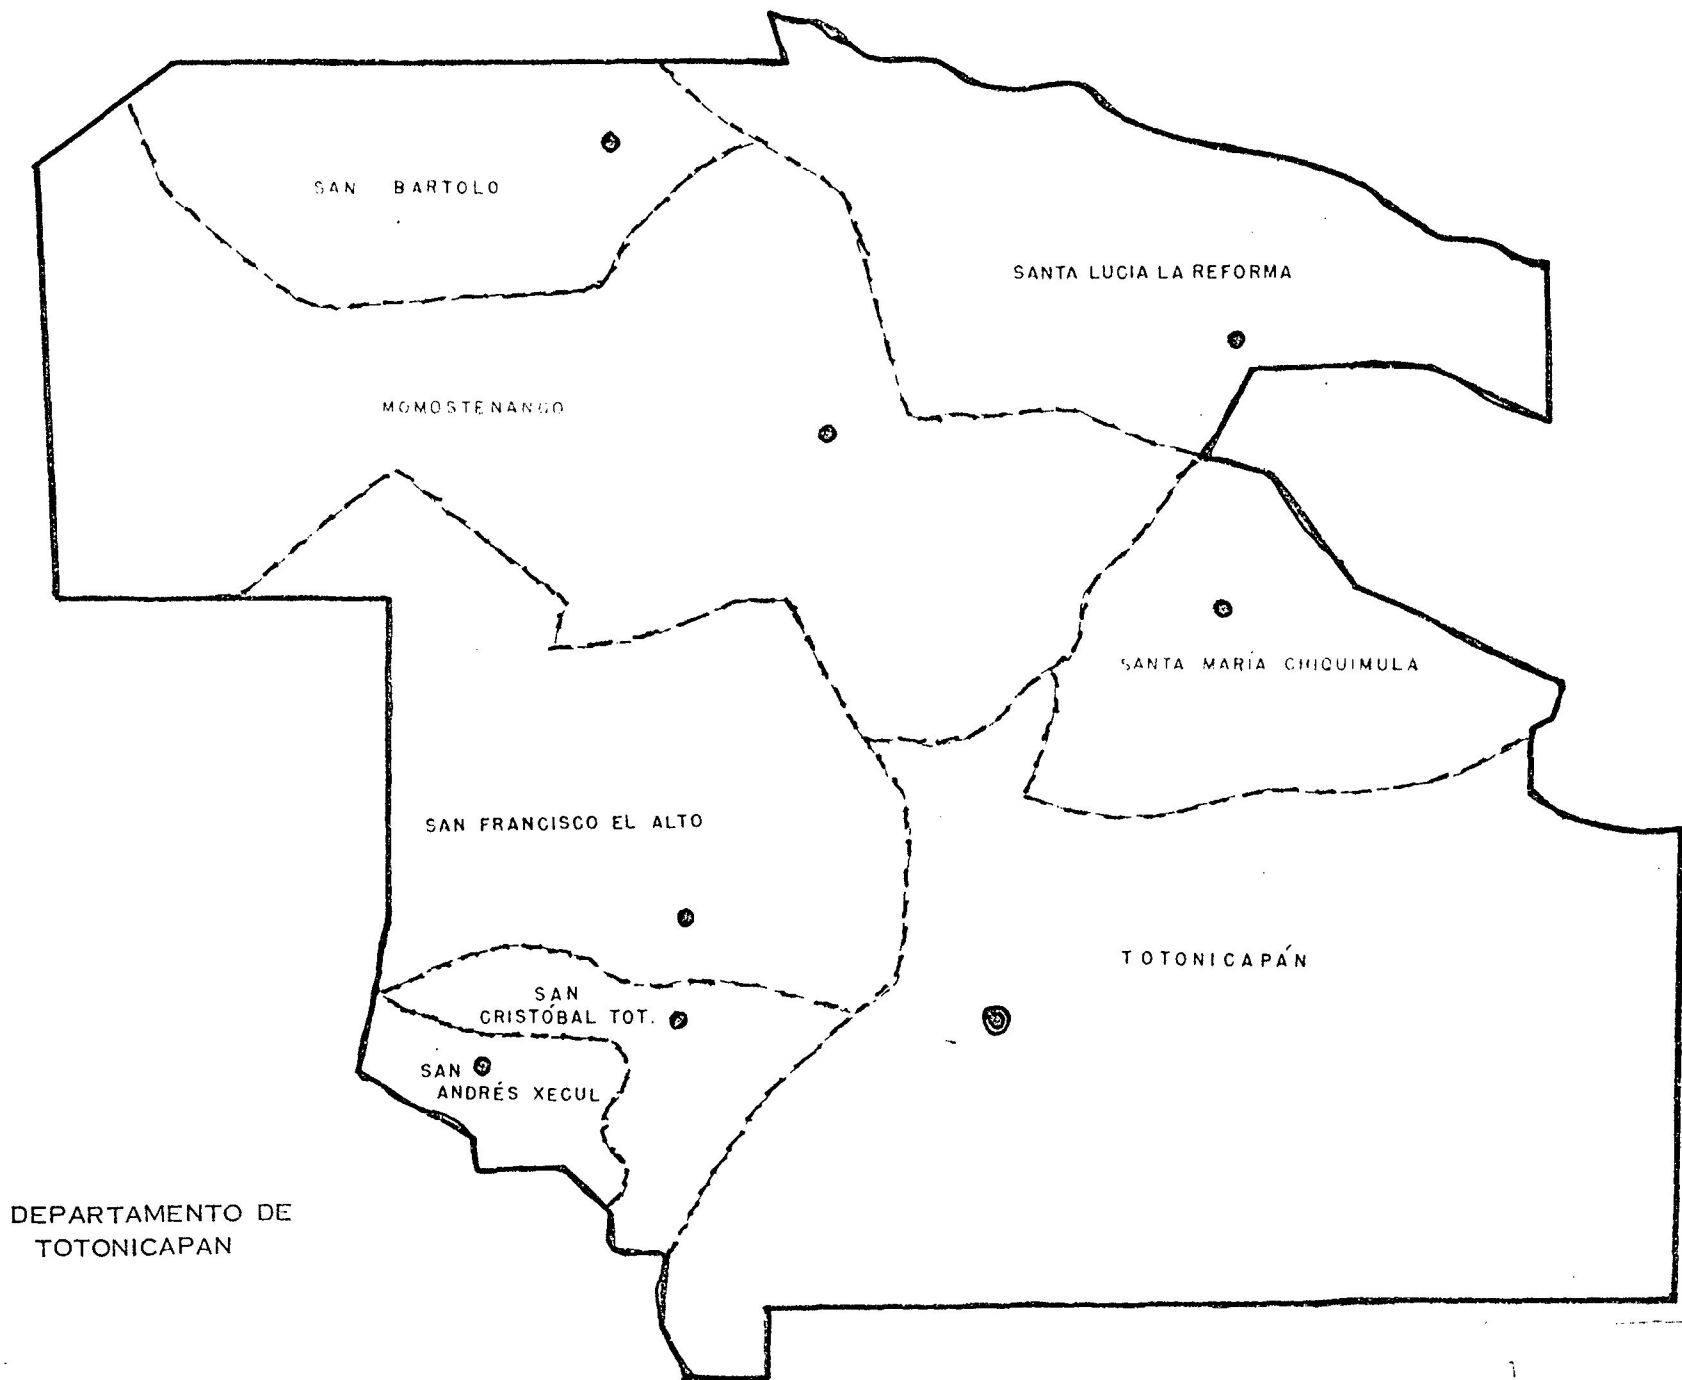 SAN BARTOLO
SANTA LUCIA LA REFORMA
MOMOSTENANGO
SANTA MARÍA CHIQUIMULA
SAN FRANCISCO EL ALTO
TOTONICAPÁN
SAN
CRISTÓBAL TOT.
SAN
ANDRÉS XECUL
DEPARTAMENTO DE
TOTONICAPAN